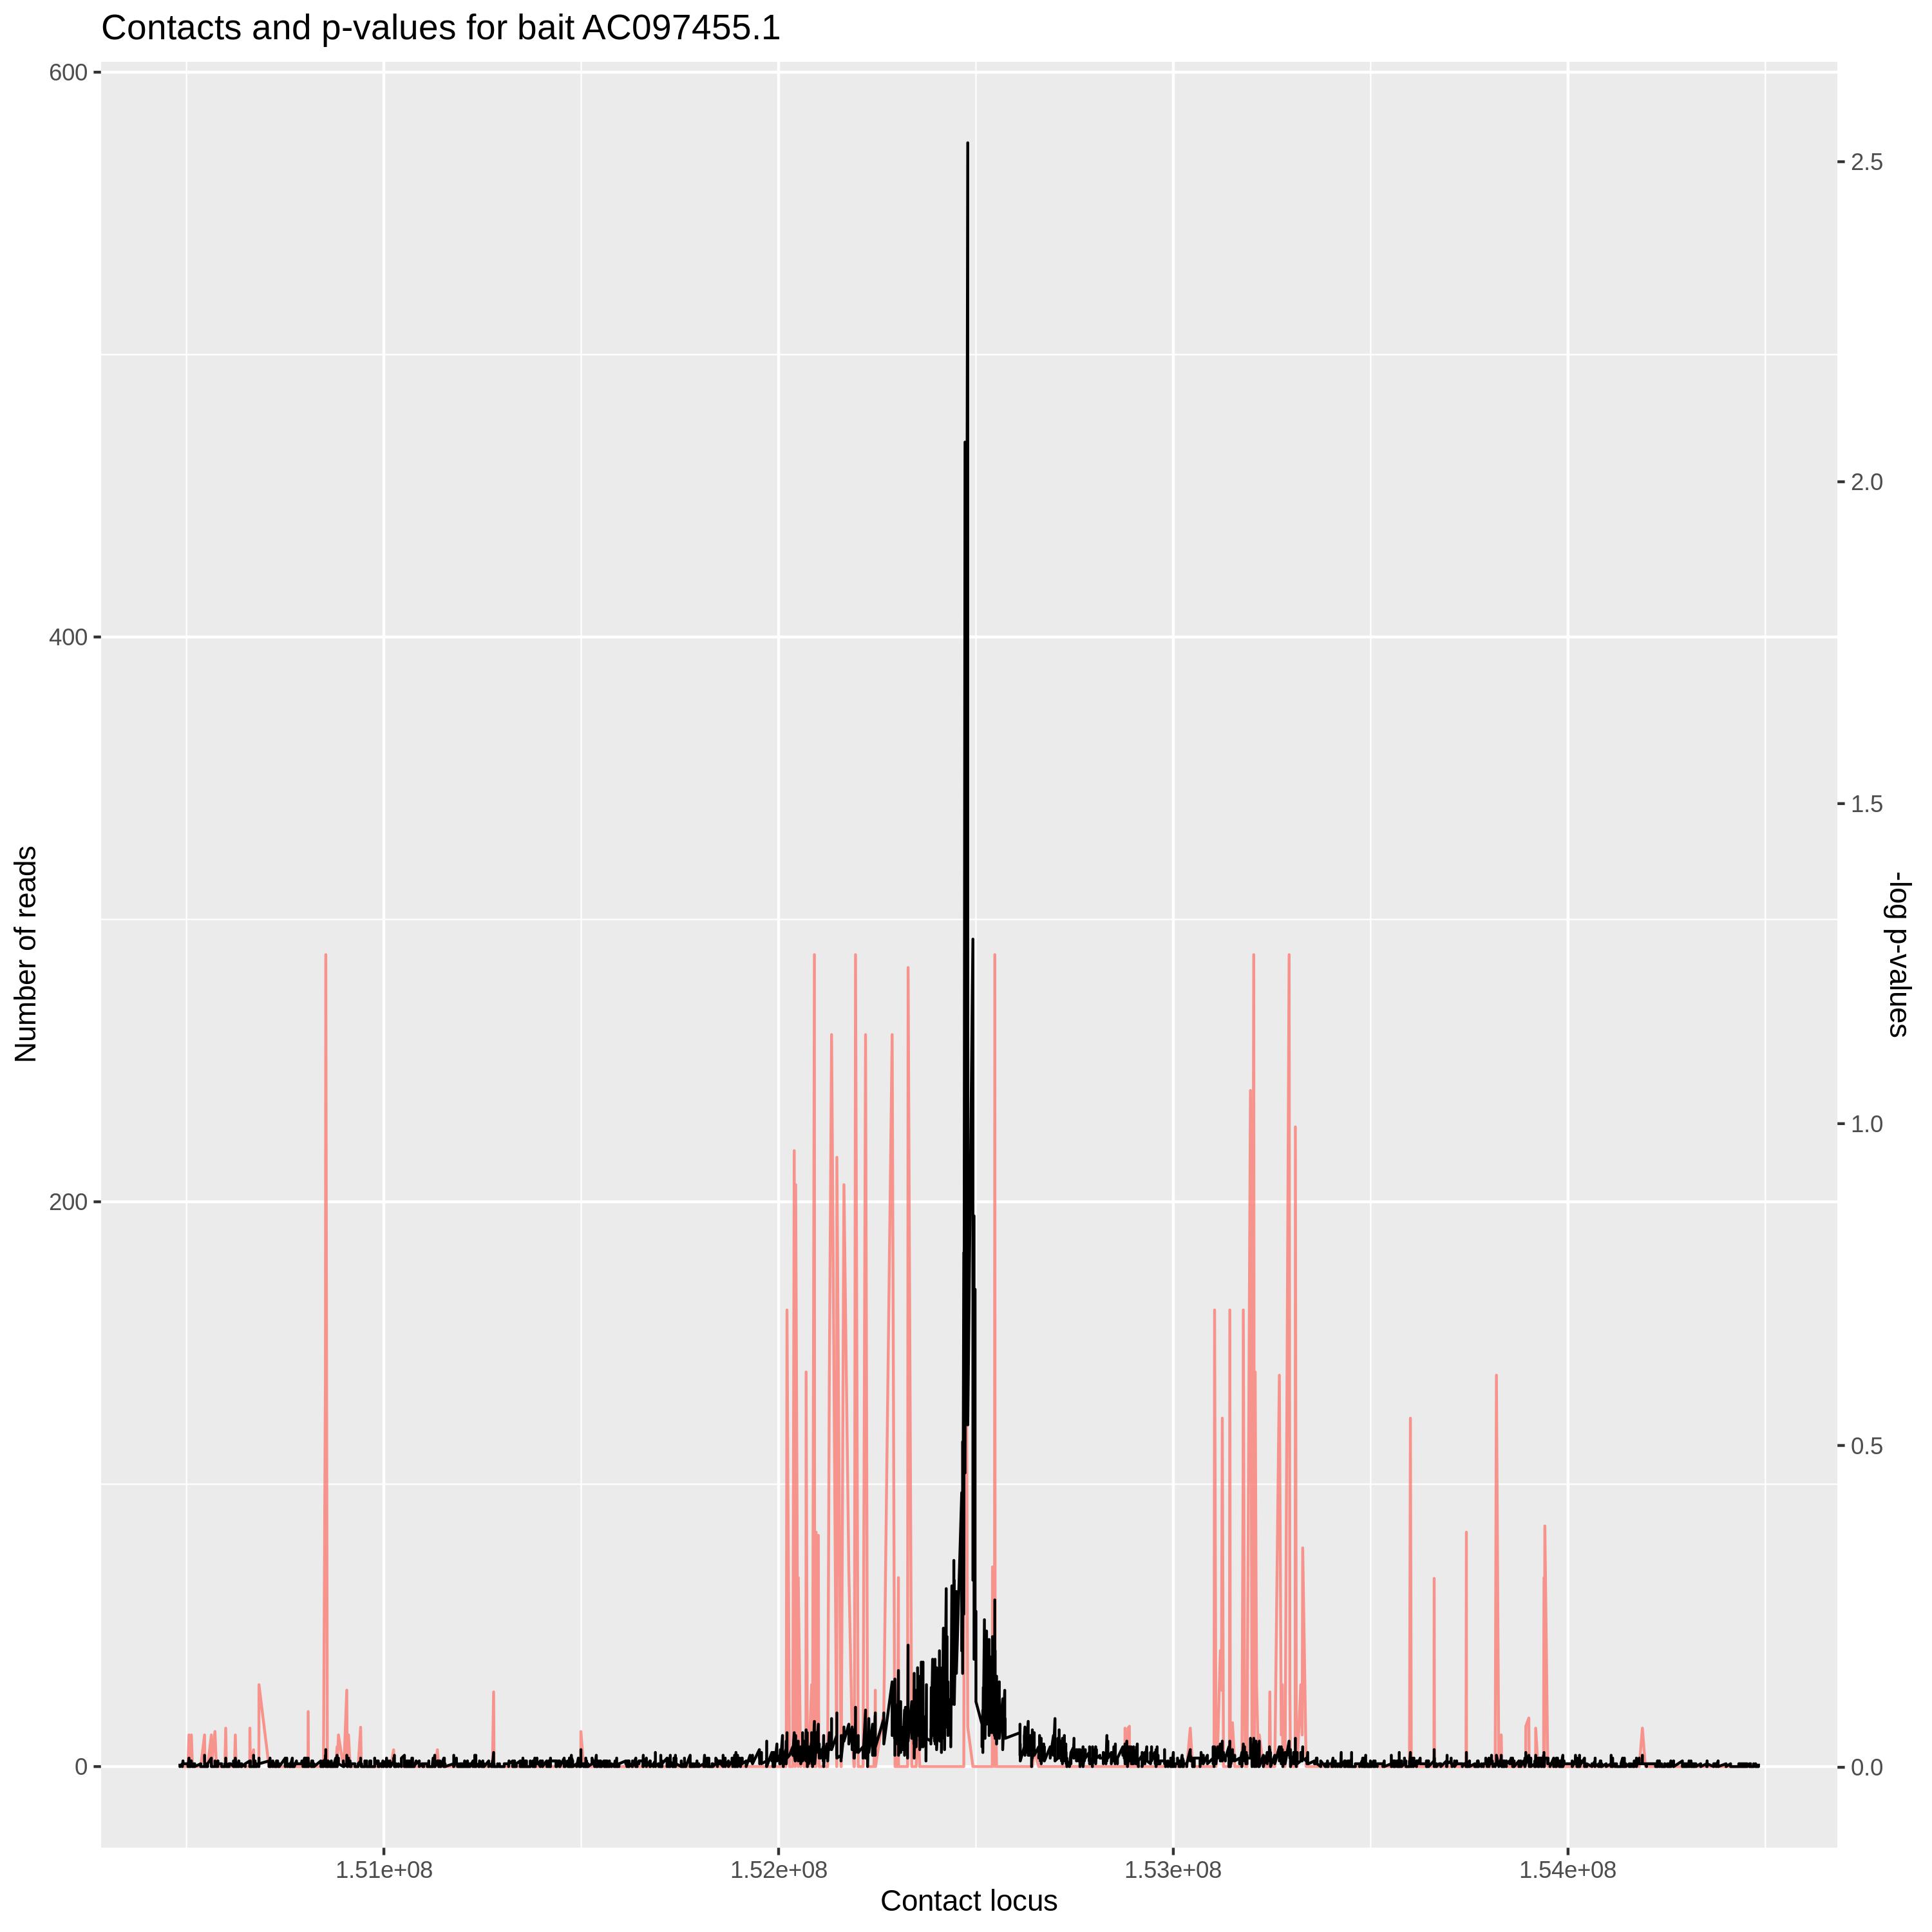 Contacts and p-values for bait AC097455.1
600
400
200
0
Number of reads
2.5
2.0
1.5
1.0
0.5
0.0
-log p-values
1.51e+08
1.52e+08
1.53e+08
1.54e+08
Contact locus